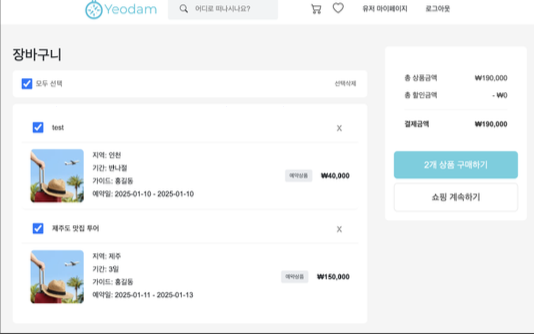 Yeodam
어디로 떠나시나요?
유저 마이페이지
로그아웃
장바구니
모두 선택
선택삭제
test
X
지역: 인천
기간: 반나절
가이드: 홍길동
예약일: 2025-01-10 - 2025-01-10
예약상품
₩40,000
제주도 맛집 투어
X
지역: 제주
기간: 3일
가이드: 홍길동
예약일: 2025-01-11 - 2025-01-13
예약상품
₩150,000
총 상품금액 ₩190,000
총 할인금액 - ₩0
결제금액 ₩190,000
2개 상품 구매하기
쇼핑 계속하기